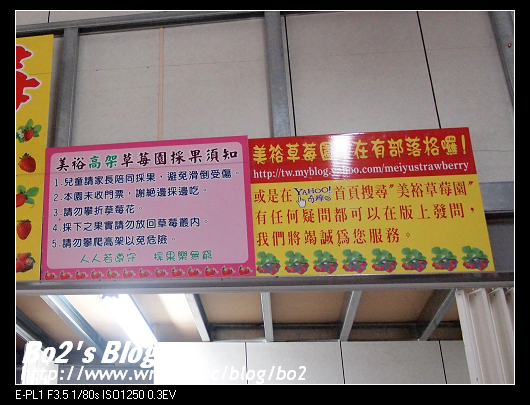 美裕高架草莓園採果須知
1.兒童請家長陪同採果，避免滑倒受傷。
2.本園未收門票，謝絕邊採邊吃。
3.請勿攀折草莓花。
4.採下之果實請勿放回草莓叢內。
5.請勿攀爬高架以免危險。
人人若遵守 採果樂無窮
美裕草莓園 在有部落格囉！
http://tw.myblog. ahoo.com/meiyustrawberry
或是在YAHOO!奇摩首頁搜尋"美裕草莓園"
有任何疑問都可以在版上發問，
我們將竭誠為您服務。
Bo2's Blog
http://www.w c/blog/bo2
E-PL1 F3.5 1/80s ISO1250 0.3EV